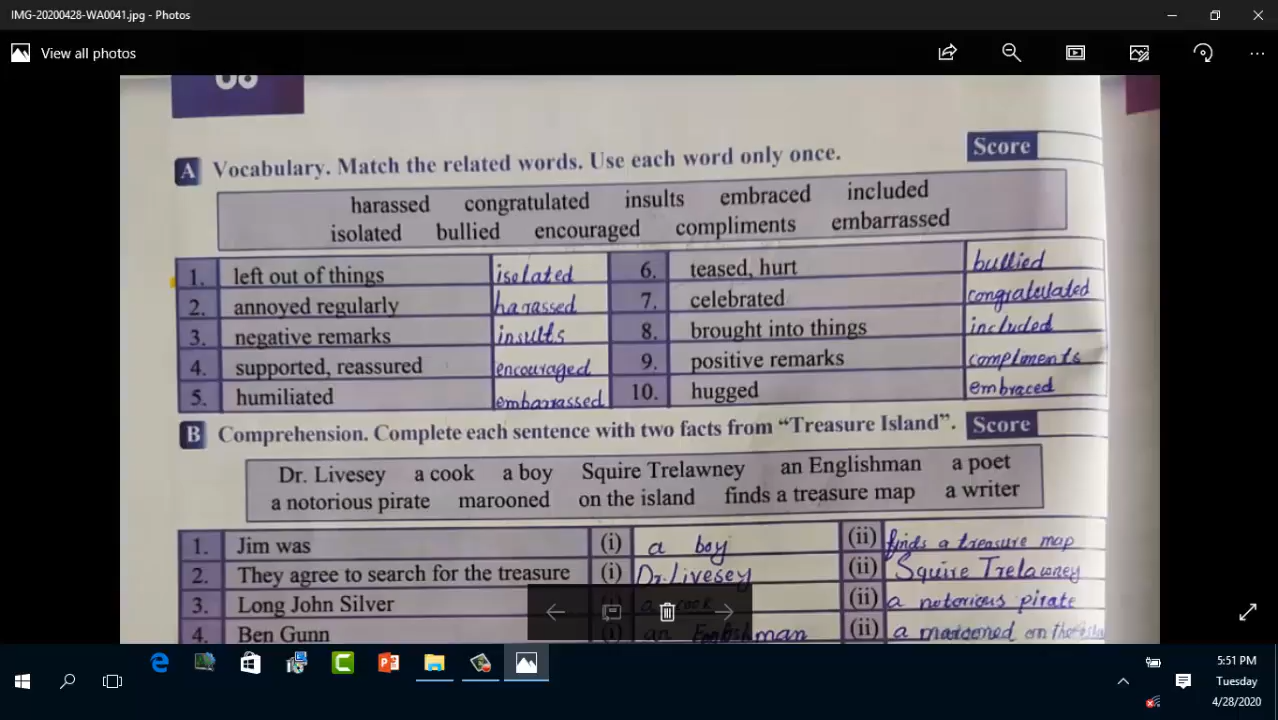 IMG-20200428-WA0041.jpg - Photos
View all photos
A Vocabulary. Match the related words. Use each word only once. Score
harassed congratulated insults embraced included
isolated bullied encouraged compliments embarrassed
1. left out of things isolated 6. teased, hurt bullied
2. annoyed regularly harassed 7. celebrated congratulated
3. negative remarks insults 8. brought into things included
4. supported, reassured encouraged 9. positive remarks compliments
5. humiliated embarrassed 10. hugged embraced
B Comprehension. Complete each sentence with two facts from “Treasure Island”. Score
Dr. Livesey a cook a boy Squire Trelawney an Englishman a poet
a notorious pirate marooned on the island finds a treasure map a writer
1. Jim was (i) a boy (ii) finds a treasure map
2. They agree to search for the treasure (i) Dr. Livesey (ii) Squire Trelawney
3. Long John Silver (i) a cook (ii) a notorious pirate
4. Ben Gunn (i) an Englishman (ii) a marooned on the
5:51 PM
Tuesday
4/28/2020